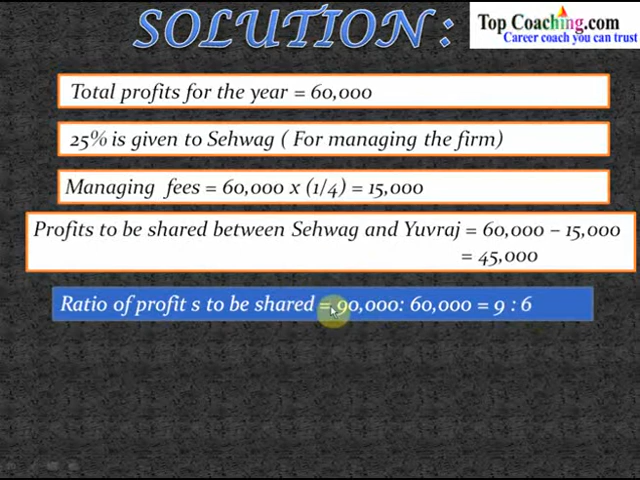 SOLUTION :
Top Coaching.com
Career coach you can trust
Total profits for the year = 60,000
25% is given to Sehwag ( For managing the firm)
Managing fees = 60,000 x (1/4) = 15,000
Profits to be shared between Sehwag and Yuvraj = 60,000 – 15,000
= 45,000
Ratio of profit s to be shared = 90,000: 60,000 = 9 : 6